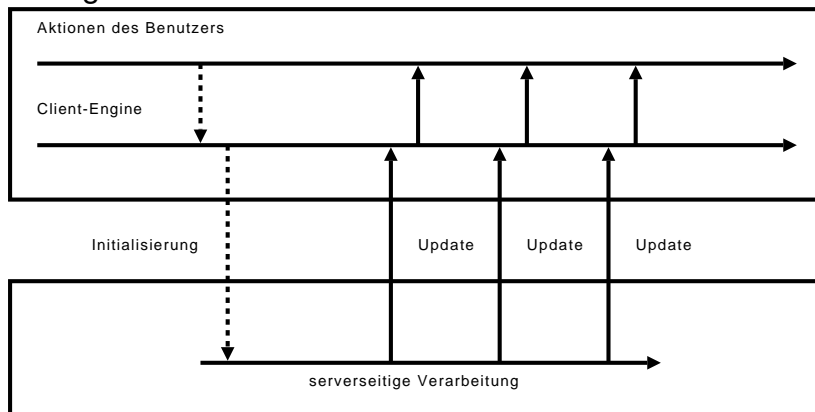 Aktionen des Benutzers
Client-Engine
Initialisierung
Update
Update
Update
serverseitige Verarbeitung